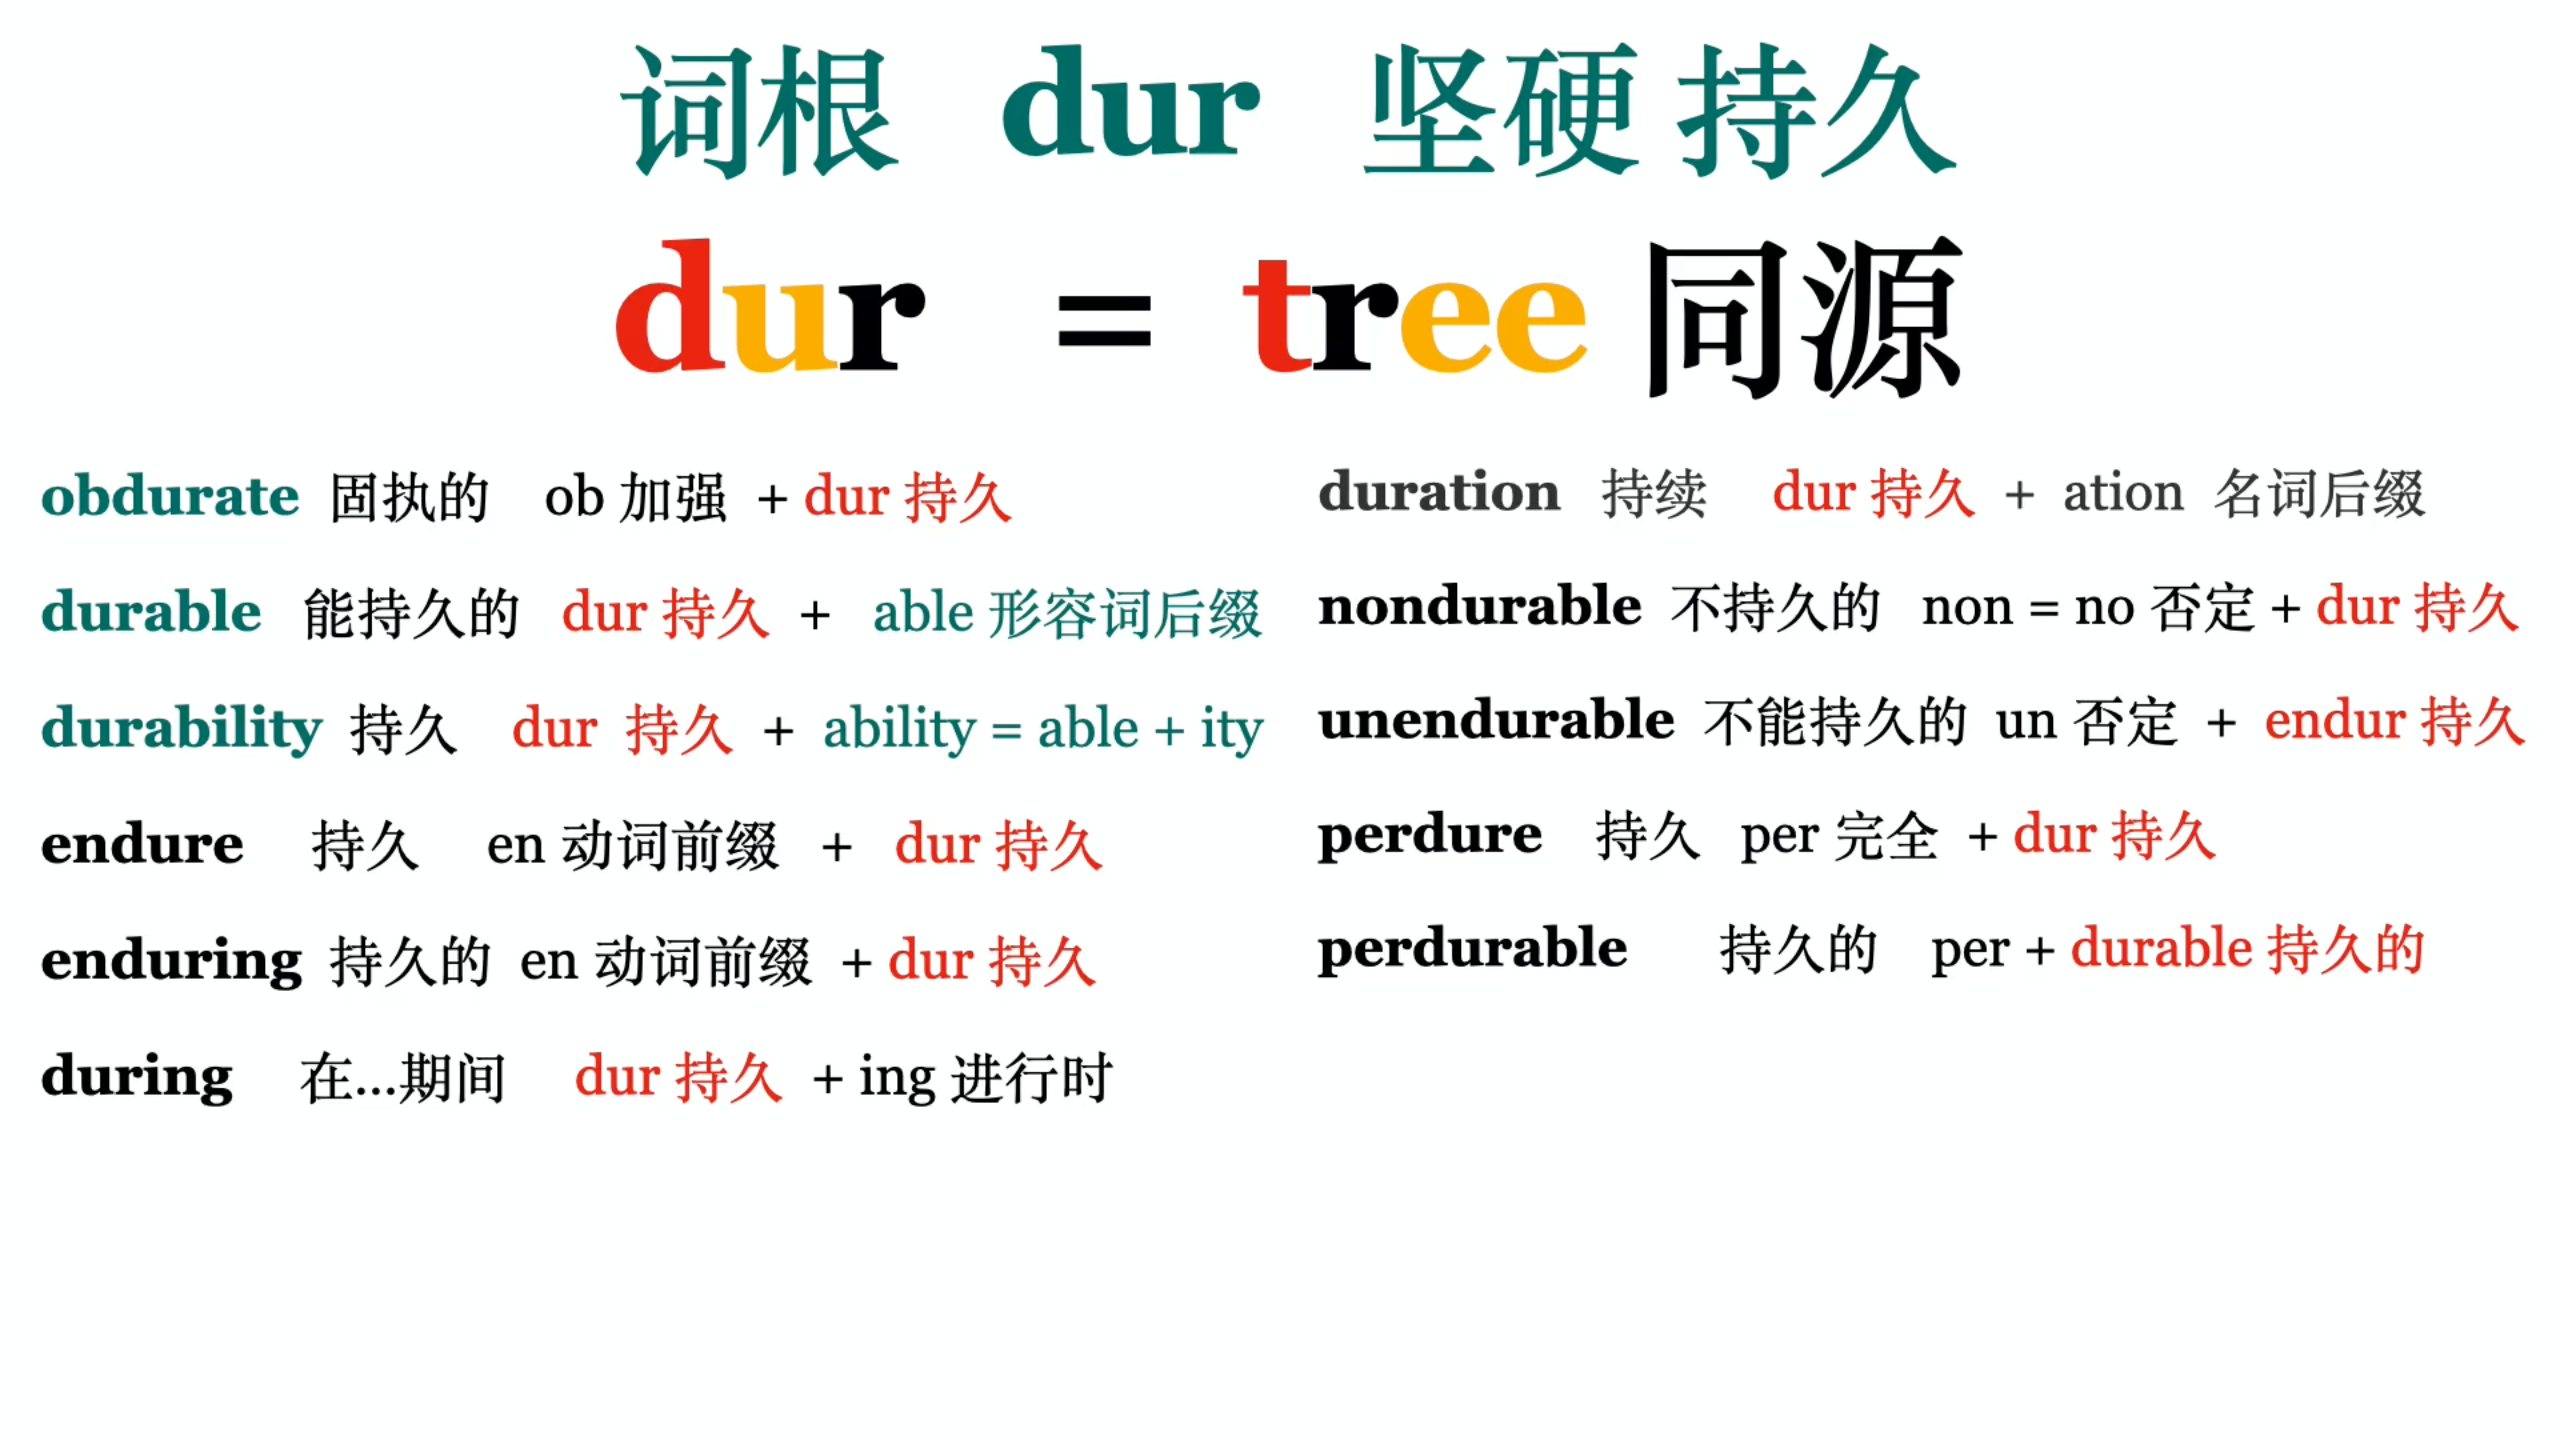 词根 dur 坚硬 持久
dur = tree 同源
obdurate 固执的 ob 加强 + dur 持久
durable 能持久的 dur 持久 + able 形容词后缀
durability 持久 dur 持久 + ability = able + ity
endure 持久 en 动词前缀 + dur 持久
enduring 持久的 en 动词前缀 + dur 持久
during 在...期间 dur 持久 + ing 进行时
duration 持续 dur 持久 + ation 名词后缀
nondurable 不持久的 non = no 否定 + dur 持久
unendurable 不能持久的 un 否定 + endur 持久
perdure 持久 per 完全 + dur 持久
perdurable 持久的 per + durable 持久的